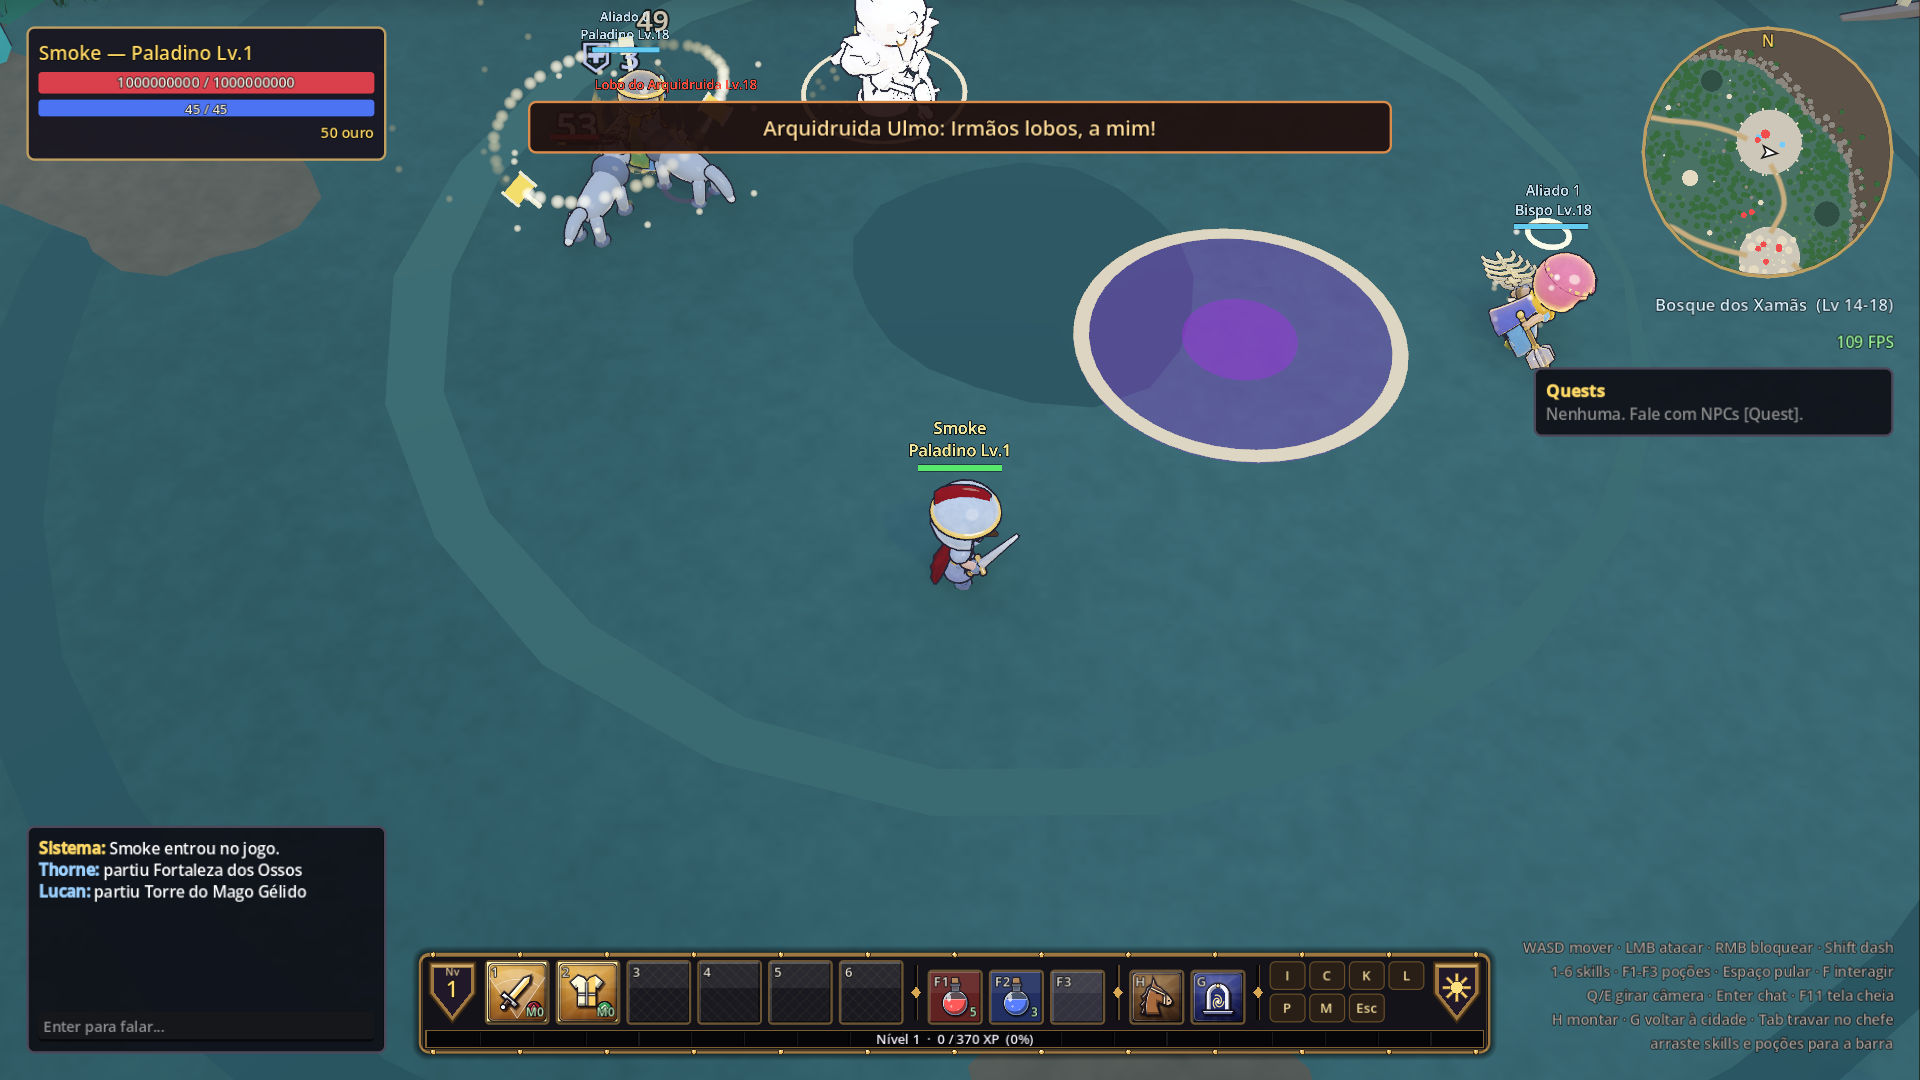 Smoke — Paladino Lv.1
1000000000 / 1000000000
45 / 45
50 ouro
Aliado
49
Paladino Lv.18
3
Lobo do Arquidruida Lv.18
53
Arquidruida Ulmo: Irmãos lobos, a mim!
N
Aliado 1
Bispo Lv.18
Bosque dos Xamãs (Lv 14-18)
109 FPS
Quests
Nenhuma. Fale com NPCs [Quest].
Smoke
Paladino Lv.1
Sistema: Smoke entrou no jogo.
Thorne: partiu Fortaleza dos Ossos
Lucan: partiu Torre do Mago Gélido
Enter para falar...
Nv
1
1
M0
2
M0
3
4
5
6
F1
5
F2
3
F3
H
G
I
C
K
L
P
M
Esc
Nível 1 · 0 / 370 XP (0%)
WASD mover · LMB atacar · RMB bloquear · Shift dash
1-6 skills · F1-F3 poções · Espaço pular · F interagir
Q/E girar câmera · Enter chat · F11 tela cheia
H montar · G voltar à cidade · Tab travar no chefe
arraste skills e poções para a barra